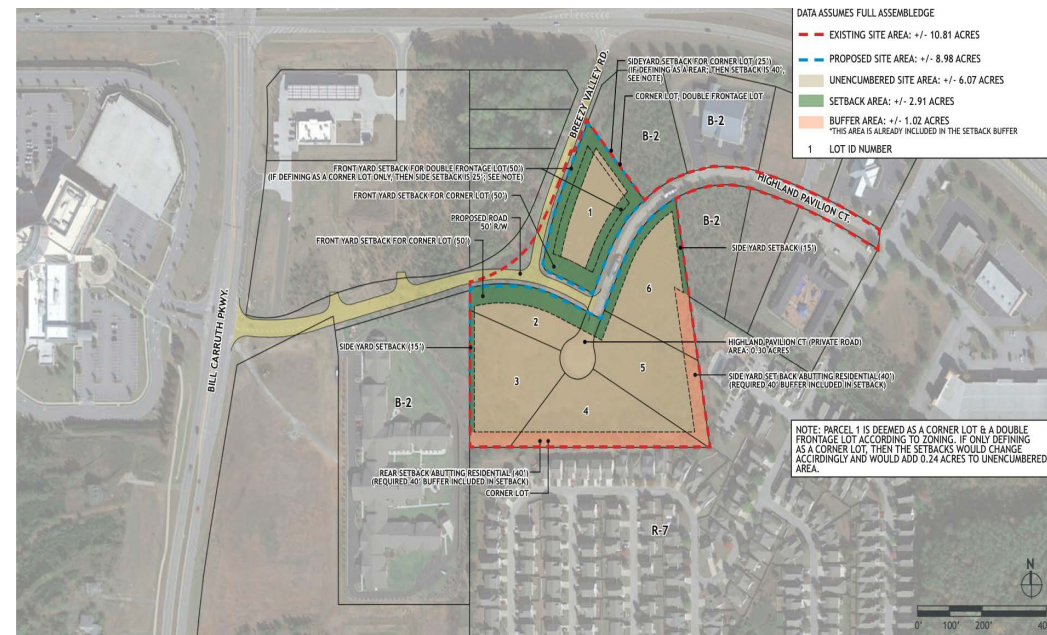 DATA ASSUMES FULL ASSEMBLEDGE
EXISTING SITE AREA: +/- 10.81 ACRES
PROPOSED SITE AREA: +/- 8.98 ACRES
UNENCUMBERED SITE AREA: +/- 6.07 ACRES
SETBACK AREA: +/- 2.91 ACRES
BUFFER AREA: +/- 1.02 ACRES
*THIS AREA IS ALREADY INCLUDED IN THE SETBACK BUFFER
1 LOT ID NUMBER
BREEZY VALLEY RD.
SIDEYARD SETBACK FOR CORNER LOT (25')
(IF DEFINING AS A REAR; THEN SETBACK IS 40',
SEE NOTE)
CORNER LOT, DOUBLE FRONTAGE LOT
B-2
B-2
FRONT YARD SETBACK FOR DOUBLE FRONTAGE LOT(50')
(IF DEFINING AS A CORNER LOT ONLY, THEN SIDE SETBACK IS 25'; SEE NOTE)
HIGHLAND PAVILION CT.
FRONT YARD SETBACK FOR CORNER LOT (50')
1
PROPOSED ROAD
50' R/W
B-2
FRONT YARD SETBACK FOR CORNER LOT (50')
SIDE YARD SETBACK (15')
6
BILL CARRUTH PKWY.
2
SIDE YARD SETBACK (15')
HIGHLAND PAVILION CT (PRIVATE ROAD)
AREA: 0.30 ACRES
3
5
SIDE YARD SETBACK ABUTTING RESIDENTIAL(40')
(REQUIRED 40' BUFFER INCLUDED IN SETBACK)
B-2
4
NOTE: PARCEL 1 IS DEEMED AS A CORNER LOT & A DOUBLE
FRONTAGE LOT ACCORDING TO ZONING. IF ONLY DEFINING
AS A CORNER LOT, THEN THE SETBACKS WOULD CHANGE
ACCIRDINGLY AND WOULD ADD 0.24 ACRES TO UNENCUMBERED
AREA.
REAR SETBACK ABUTTING RESIDENTIAL (40')
(REQUIRED 40' BUFFER INCLUDED IN SETBACK)
CORNER LOT
R-7
N
0' 100' 200' 40